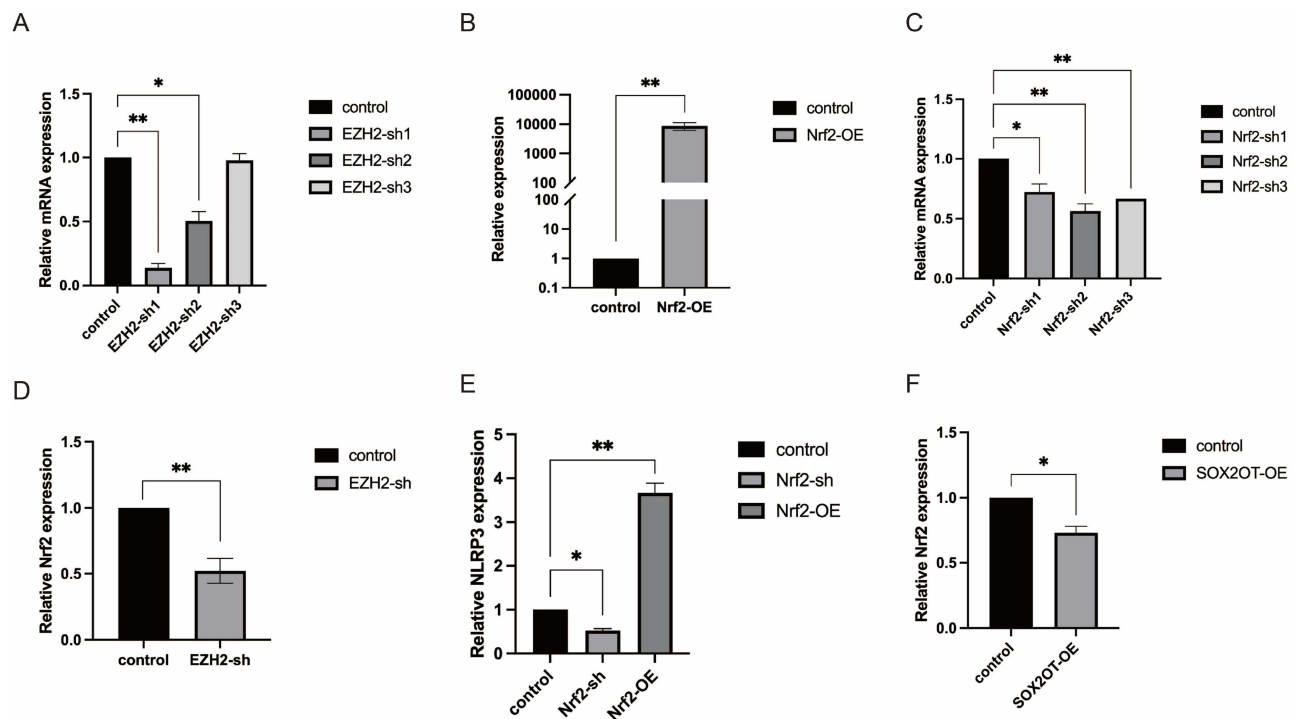 A
Relative mRNA expression
1.5
1.0
0.5
0.0
*
**
control
EZH2-sh1
EZH2-sh2
EZH2-sh3
control
EZH2-sh1
EZH2-sh2
EZH2-sh3
B
Relative expression
100000
10000
1000
100
100
10
1
0.1
**
control
Nrf2-OE
control
Nrf2-OE
C
Relative mRNA expression
1.5
1.0
0.5
0.0
**
**
*
control
Nrf2-sh1
Nrf2-sh2
Nrf2-sh3
control
Nrf2-sh1
Nrf2-sh2
Nrf2-sh3
D
Relative Nrf2 expression
1.5
1.0
0.5
0.0
**
control
EZH2-sh
control
EZH2-sh
E
Relative NLRP3 expression
5
4
3
2
1
0
**
*
control
Nrf2-sh
Nrf2-OE
control
Nrf2-sh
Nrf2-OE
F
Relative Nrf2 expression
1.5
1.0
0.5
0.0
*
control
SOX2OT-OE
control
SOX2OT-OE